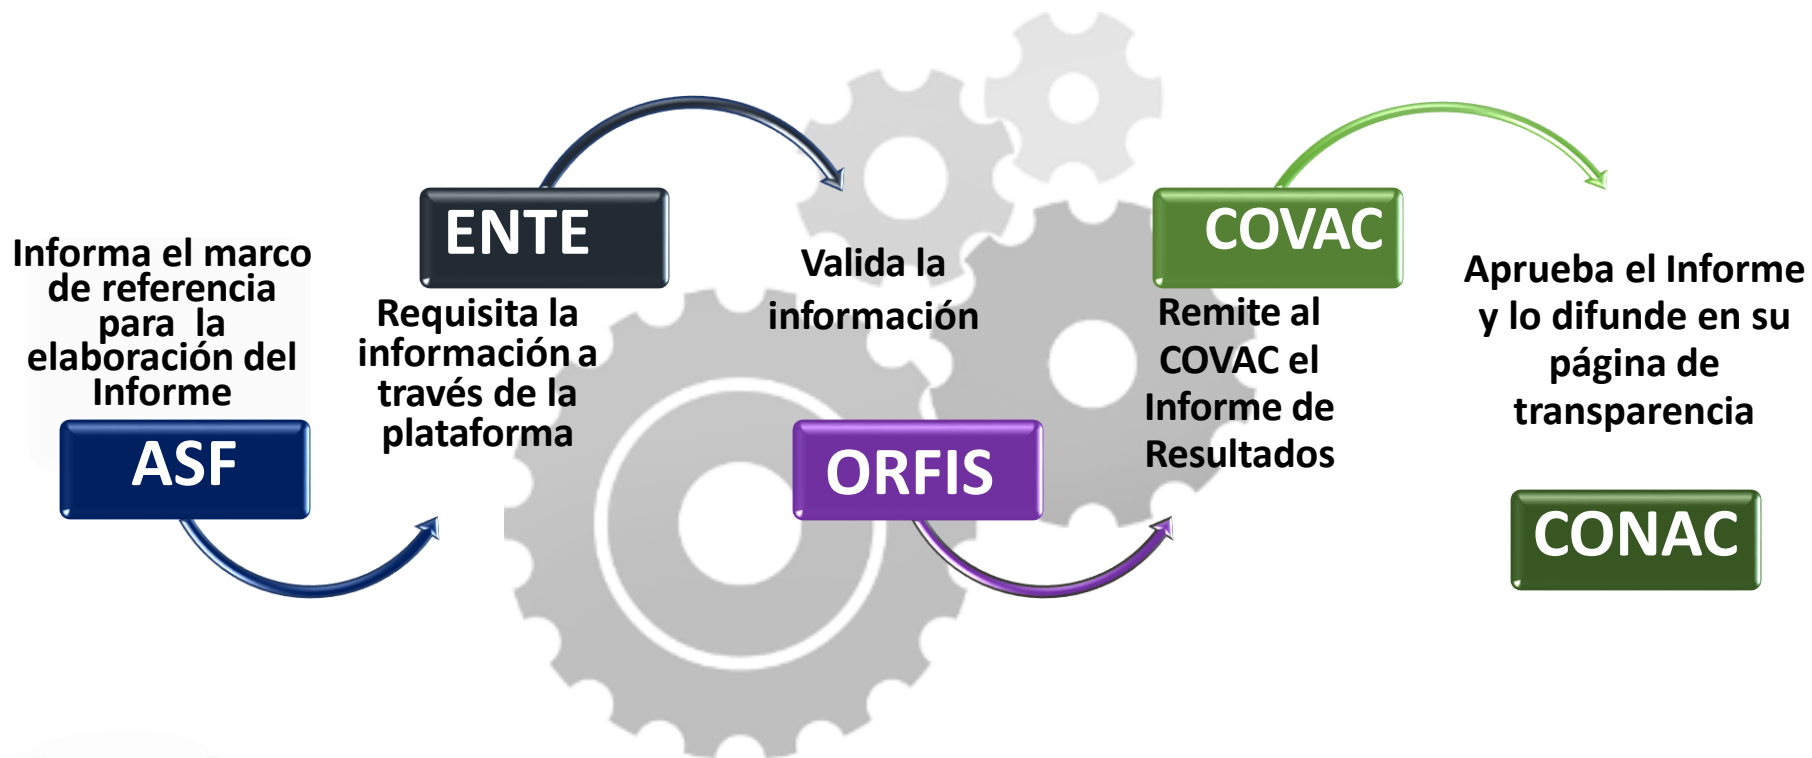 Informa el marco
de referencia
para la
elaboración del
Informe
ASF
ENTE
Requisita la
información a
través de la
plataforma
Valida la
información
ORFIS
COVAC
Remite al
COVAC el
Informe de
Resultados
Aprueba el Informe
y lo difunde en su
página de
transparencia
CONAC